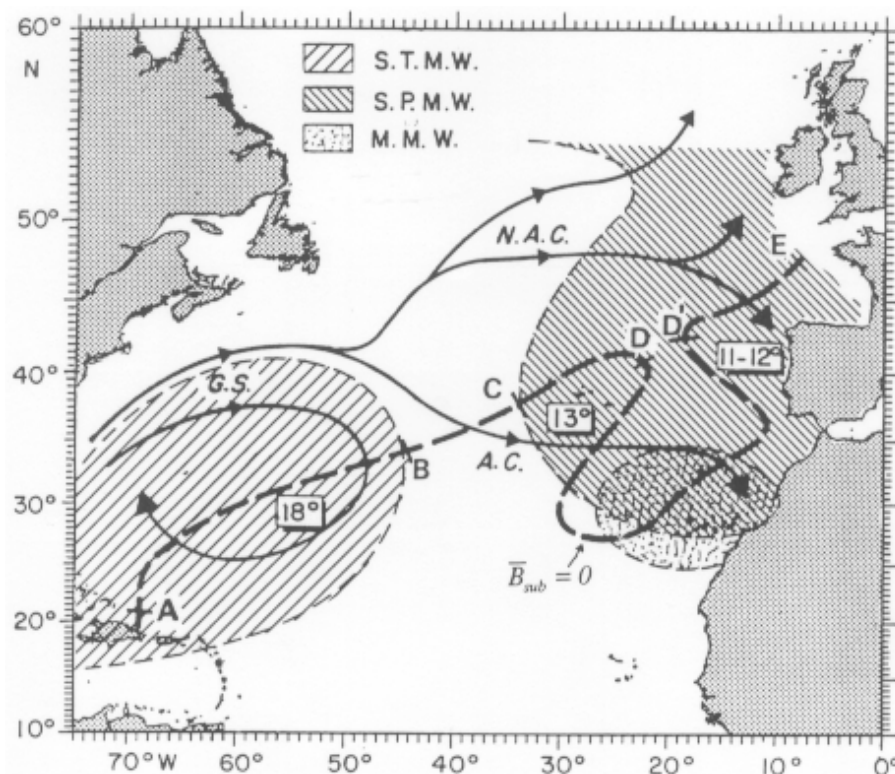 60°
N
50°
40°
30°
20°
10°
S.T.M.W.
S.P.M.W.
M.M.W.
N.A.C.
E
D
D'
11-12°
G.S.
C
13°
B
A.C.
18°
B̅sub = 0
A
70°W
60°
50°
40°
30°
20°
10°
0°